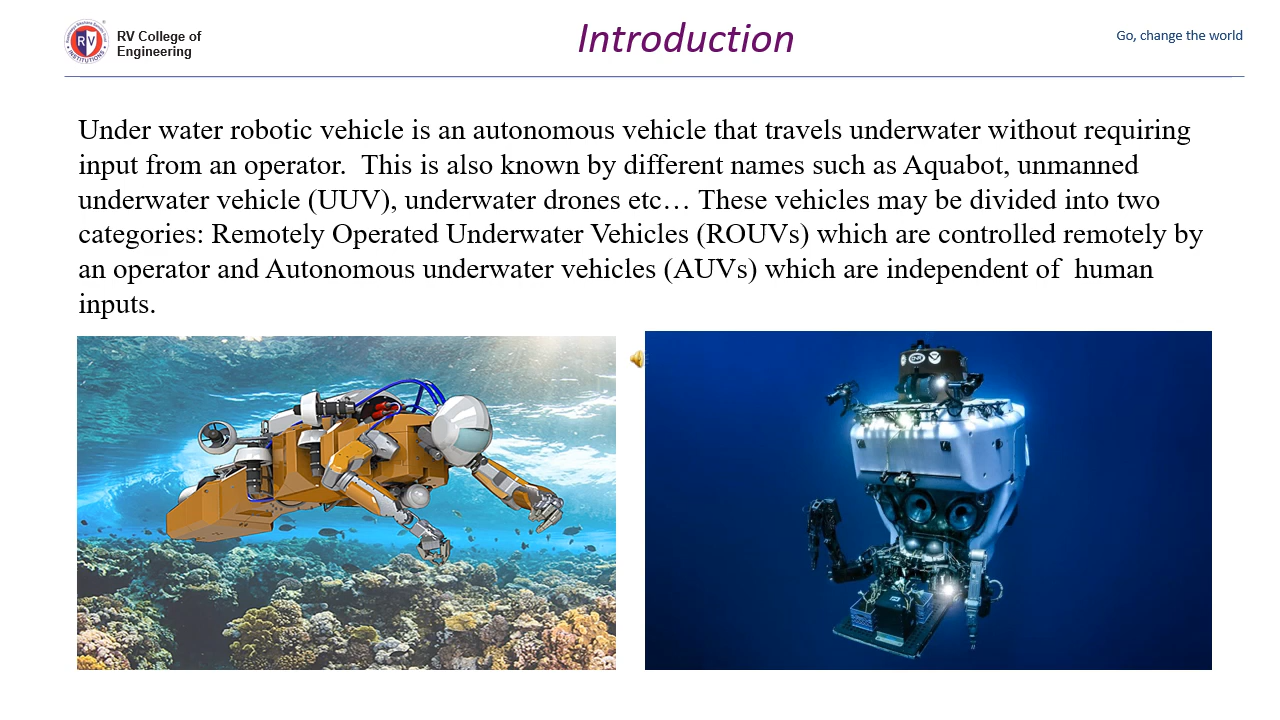 RV College of
Engineering
Introduction
Go, change the world
RV
INSTITUTIONS
Under water robotic vehicle is an autonomous vehicle that travels underwater without requiring
input from an operator.  This is also known by different names such as Aquabot, unmanned
underwater vehicle (UUV), underwater drones etc… These vehicles may be divided into two
categories: Remotely Operated Underwater Vehicles (ROUVs) which are controlled remotely by
an operator and Autonomous underwater vehicles (AUVs) which are independent of  human
inputs.